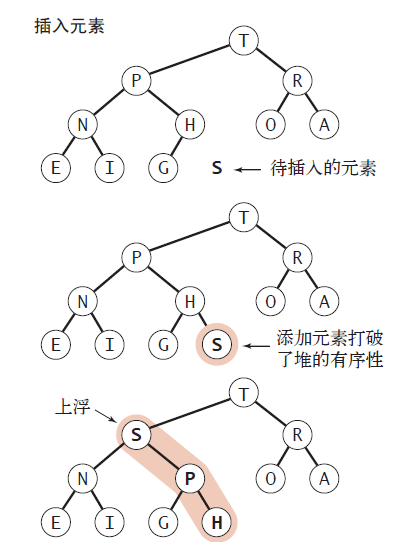 插入元素
T
P R
N H O A
E I G S ← 待插入的元素
T
P R
N H O A
E I G S ← 添加元素打破
了堆的有序性
T
上浮
S R
N P O A
E I G H